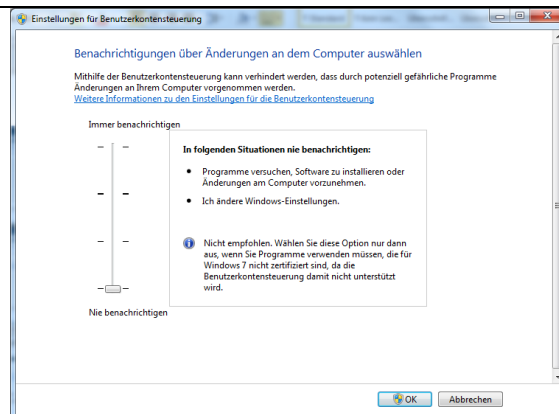 Einstellungen für Benutzerkontensteuerung
Benachrichtigungen über Änderungen an dem Computer auswählen
Mithilfe der Benutzerkontensteuerung kann verhindert werden, dass durch potenziell gefährliche Programme
Änderungen an Ihrem Computer vorgenommen werden.
Weitere Informationen zu den Einstellungen für die Benutzerkontensteuerung
Immer benachrichtigen
In folgenden Situationen nie benachrichtigen:
Programme versuchen, Software zu installieren oder
Änderungen am Computer vorzunehmen.
Ich ändere Windows-Einstellungen.
Nicht empfohlen. Wählen Sie diese Option nur dann
aus, wenn Sie Programme verwenden müssen, die für
Windows 7 nicht zertifiziert sind, da die
Benutzerkontensteuerung damit nicht unterstützt
wird.
Nie benachrichtigen
OK Abbrechen